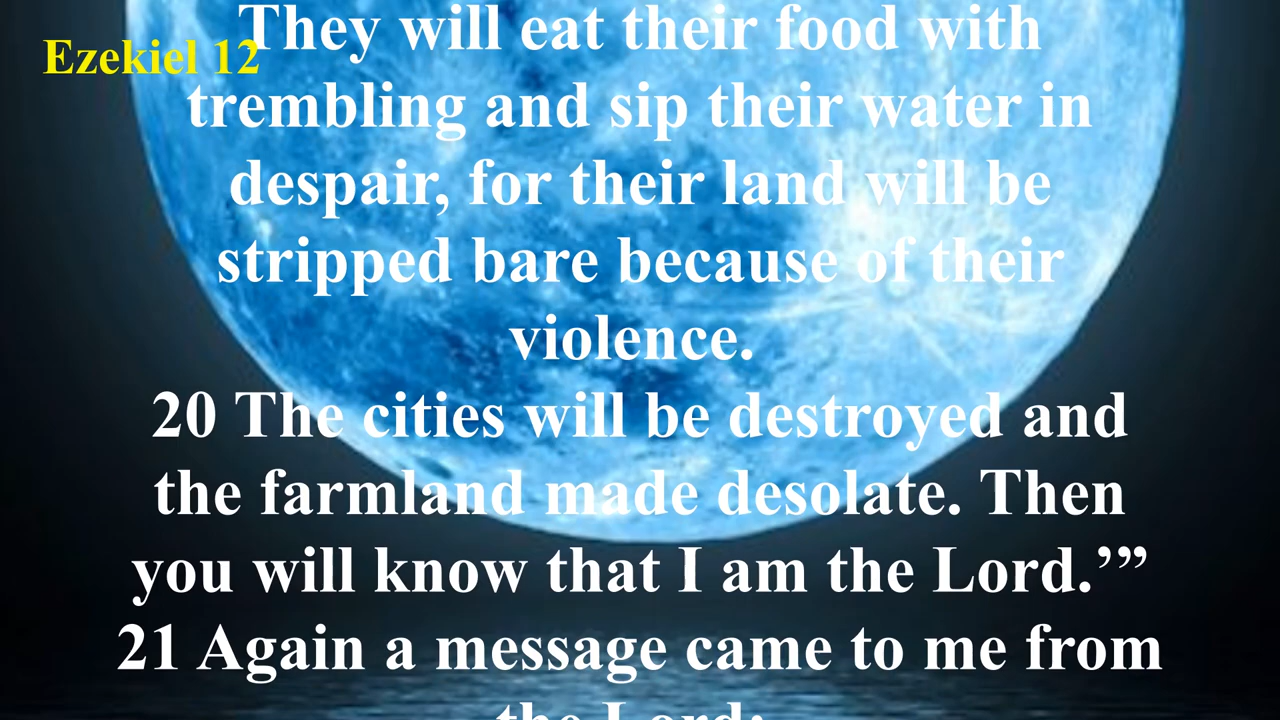 Ezekiel 12
They will eat their food with
trembling and sip their water in
despair, for their land will be
stripped bare because of their
violence.
20 The cities will be destroyed and
the farmland made desolate. Then
you will know that I am the Lord.’”
21 Again a message came to me from
the Lord: